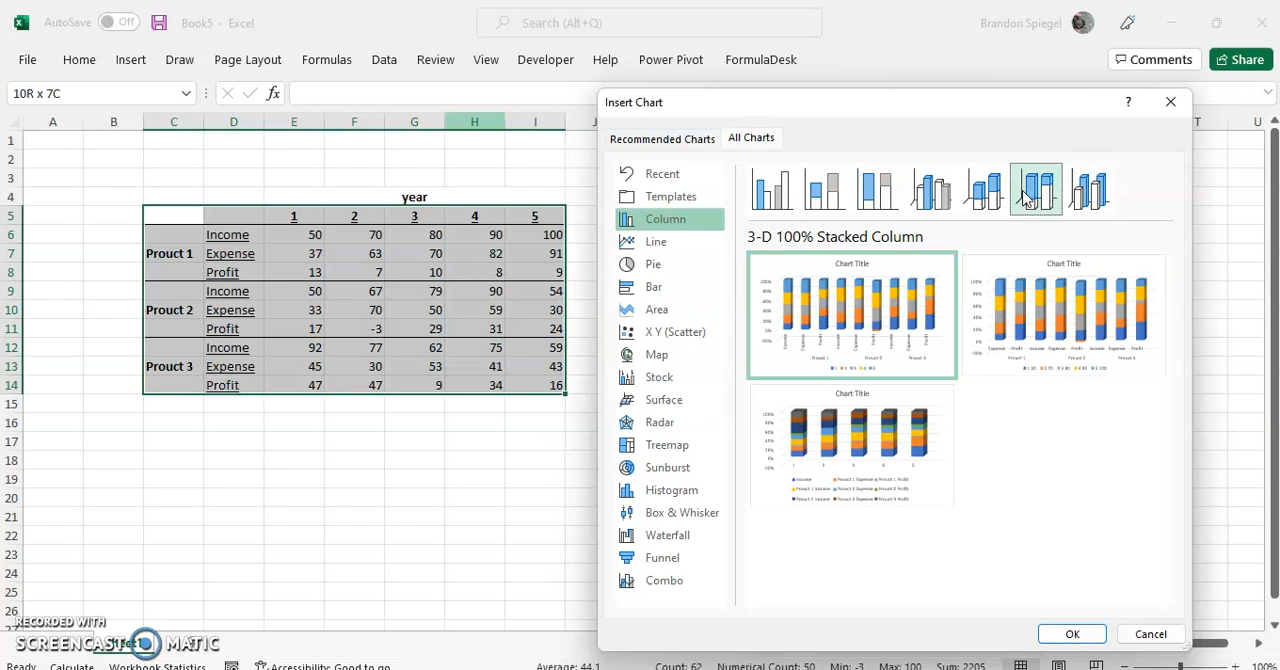 AutoSave Off Book5 - Excel Search (Alt+Q) Brandon Spiegel
File Home Insert Draw Page Layout Formulas Data Review View Developer Help Power Pivot FormulaDesk Comments Share
10R x 7C fx
A B C D E F G H I T U
1
2
3
4 year
5 1 2 3 4 5
6 Income 50 70 80 90 100
7 Prouct 1 Expense 37 63 70 82 91
8 Profit 13 7 10 8 9
9 Income 50 67 79 90 54
10 Prouct 2 Expense 33 70 50 59 30
11 Profit 17 -3 29 31 24
12 Income 92 77 62 75 59
13 Prouct 3 Expense 45 30 53 41 43
14 Profit 47 47 9 34 16
15
16
17
18
19
20
21
22
23
24
25
26
Insert Chart ?
Recommended Charts All Charts
Recent
Templates
Column
Line
Pie
Bar
Area
X Y (Scatter)
Map
Stock
Surface
Radar
Treemap
Sunburst
Histogram
Box & Whisker
Waterfall
Funnel
Combo
3-D 100% Stacked Column
Chart Title
Chart Title
Chart Title
OK Cancel
RECORDED WITH
SCREENCAST MATIC
Ready Calculate Workbook Statistics Accessibility: Good to go Average: 44.1 Count: 62 Numerical Count: 50 Min: -3 Max: 100 Sum: 2205 100%